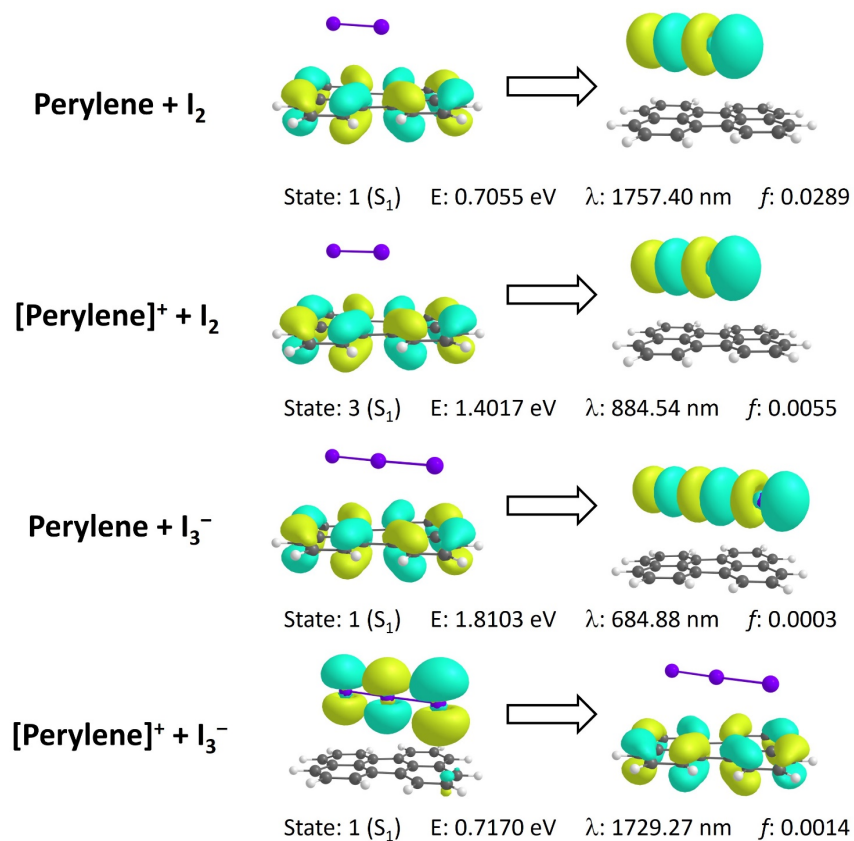 Perylene + I₂
State: 1 (S₁) E: 0.7055 eV λ: 1757.40 nm f: 0.0289
[Perylene]⁺ + I₂
State: 3 (S₁) E: 1.4017 eV λ: 884.54 nm f: 0.0055
Perylene + I₃⁻
State: 1 (S₁) E: 1.8103 eV λ: 684.88 nm f: 0.0003
[Perylene]⁺ + I₃⁻
State: 1 (S₁) E: 0.7170 eV λ: 1729.27 nm f: 0.0014